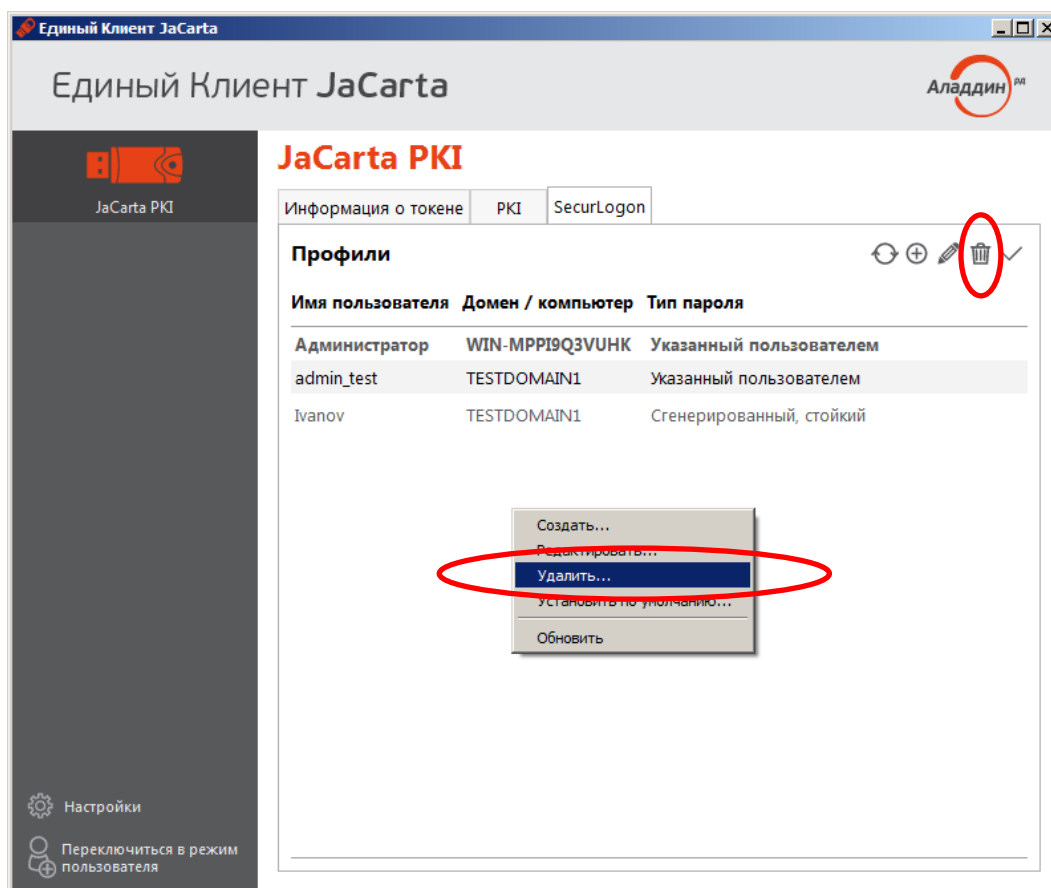 Единый Клиент JaCarta
Единый Клиент JaCarta
Аладдин РД
JaCarta PKI
JaCarta PKI
Информация о токене PKI SecurLogon
Профили
Имя пользователя Домен / компьютер Тип пароля
Администратор WIN-MPPI9Q3VUHK Указанный пользователем
admin_test TESTDOMAIN1 Указанный пользователем
Ivanov TESTDOMAIN1 Сгенерированный, стойкий
Создать...
Редактировать...
Удалить...
Установить по умолчанию...
Обновить
Настройки
Переключиться в режим
пользователя